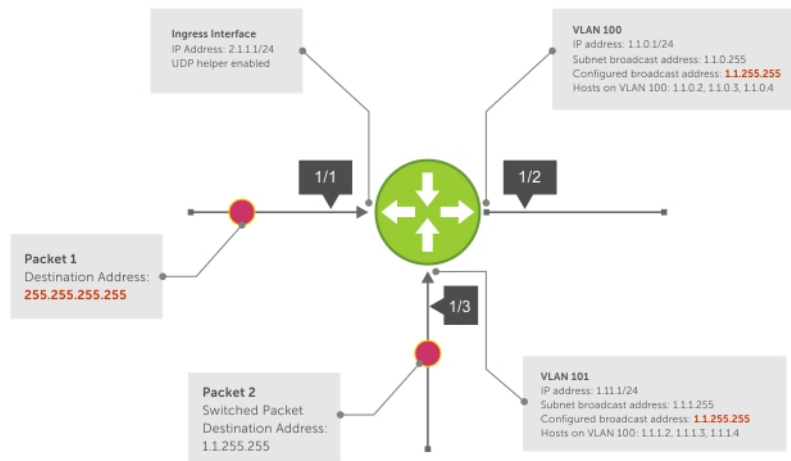 Ingress Interface
IP Address: 2.1.1.1/24
UDP helper enabled
VLAN 100
IP address: 1.1.0.1/24
Subnet broadcast address: 1.1.0.255
Configured broadcast address: 1.1.255.255
Hosts on VLAN 100: 1.1.0.2, 1.1.0.3, 1.1.0.4
1/1
1/2
Packet 1
Destination Address:
255.255.255.255
1/3
Packet 2
Switched Packet
Destination Address:
1.1.255.255
VLAN 101
IP address: 1.11.1/24
Subnet broadcast address: 1.1.1.255
Configured broadcast address: 1.1.255.255
Hosts on VLAN 100: 1.1.1.2, 1.1.1.3, 1.1.1.4